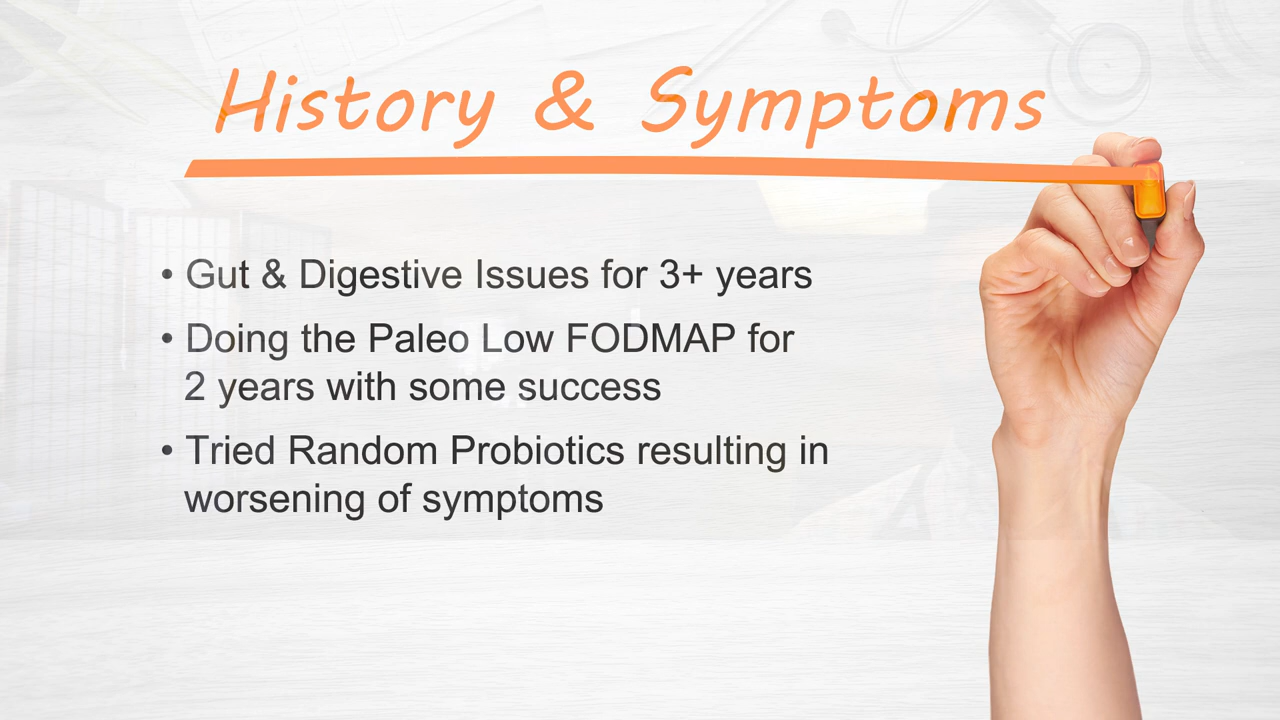 History & Symptoms
• Gut & Digestive Issues for 3+ years
• Doing the Paleo Low FODMAP for
2 years with some success
• Tried Random Probiotics resulting in
worsening of symptoms